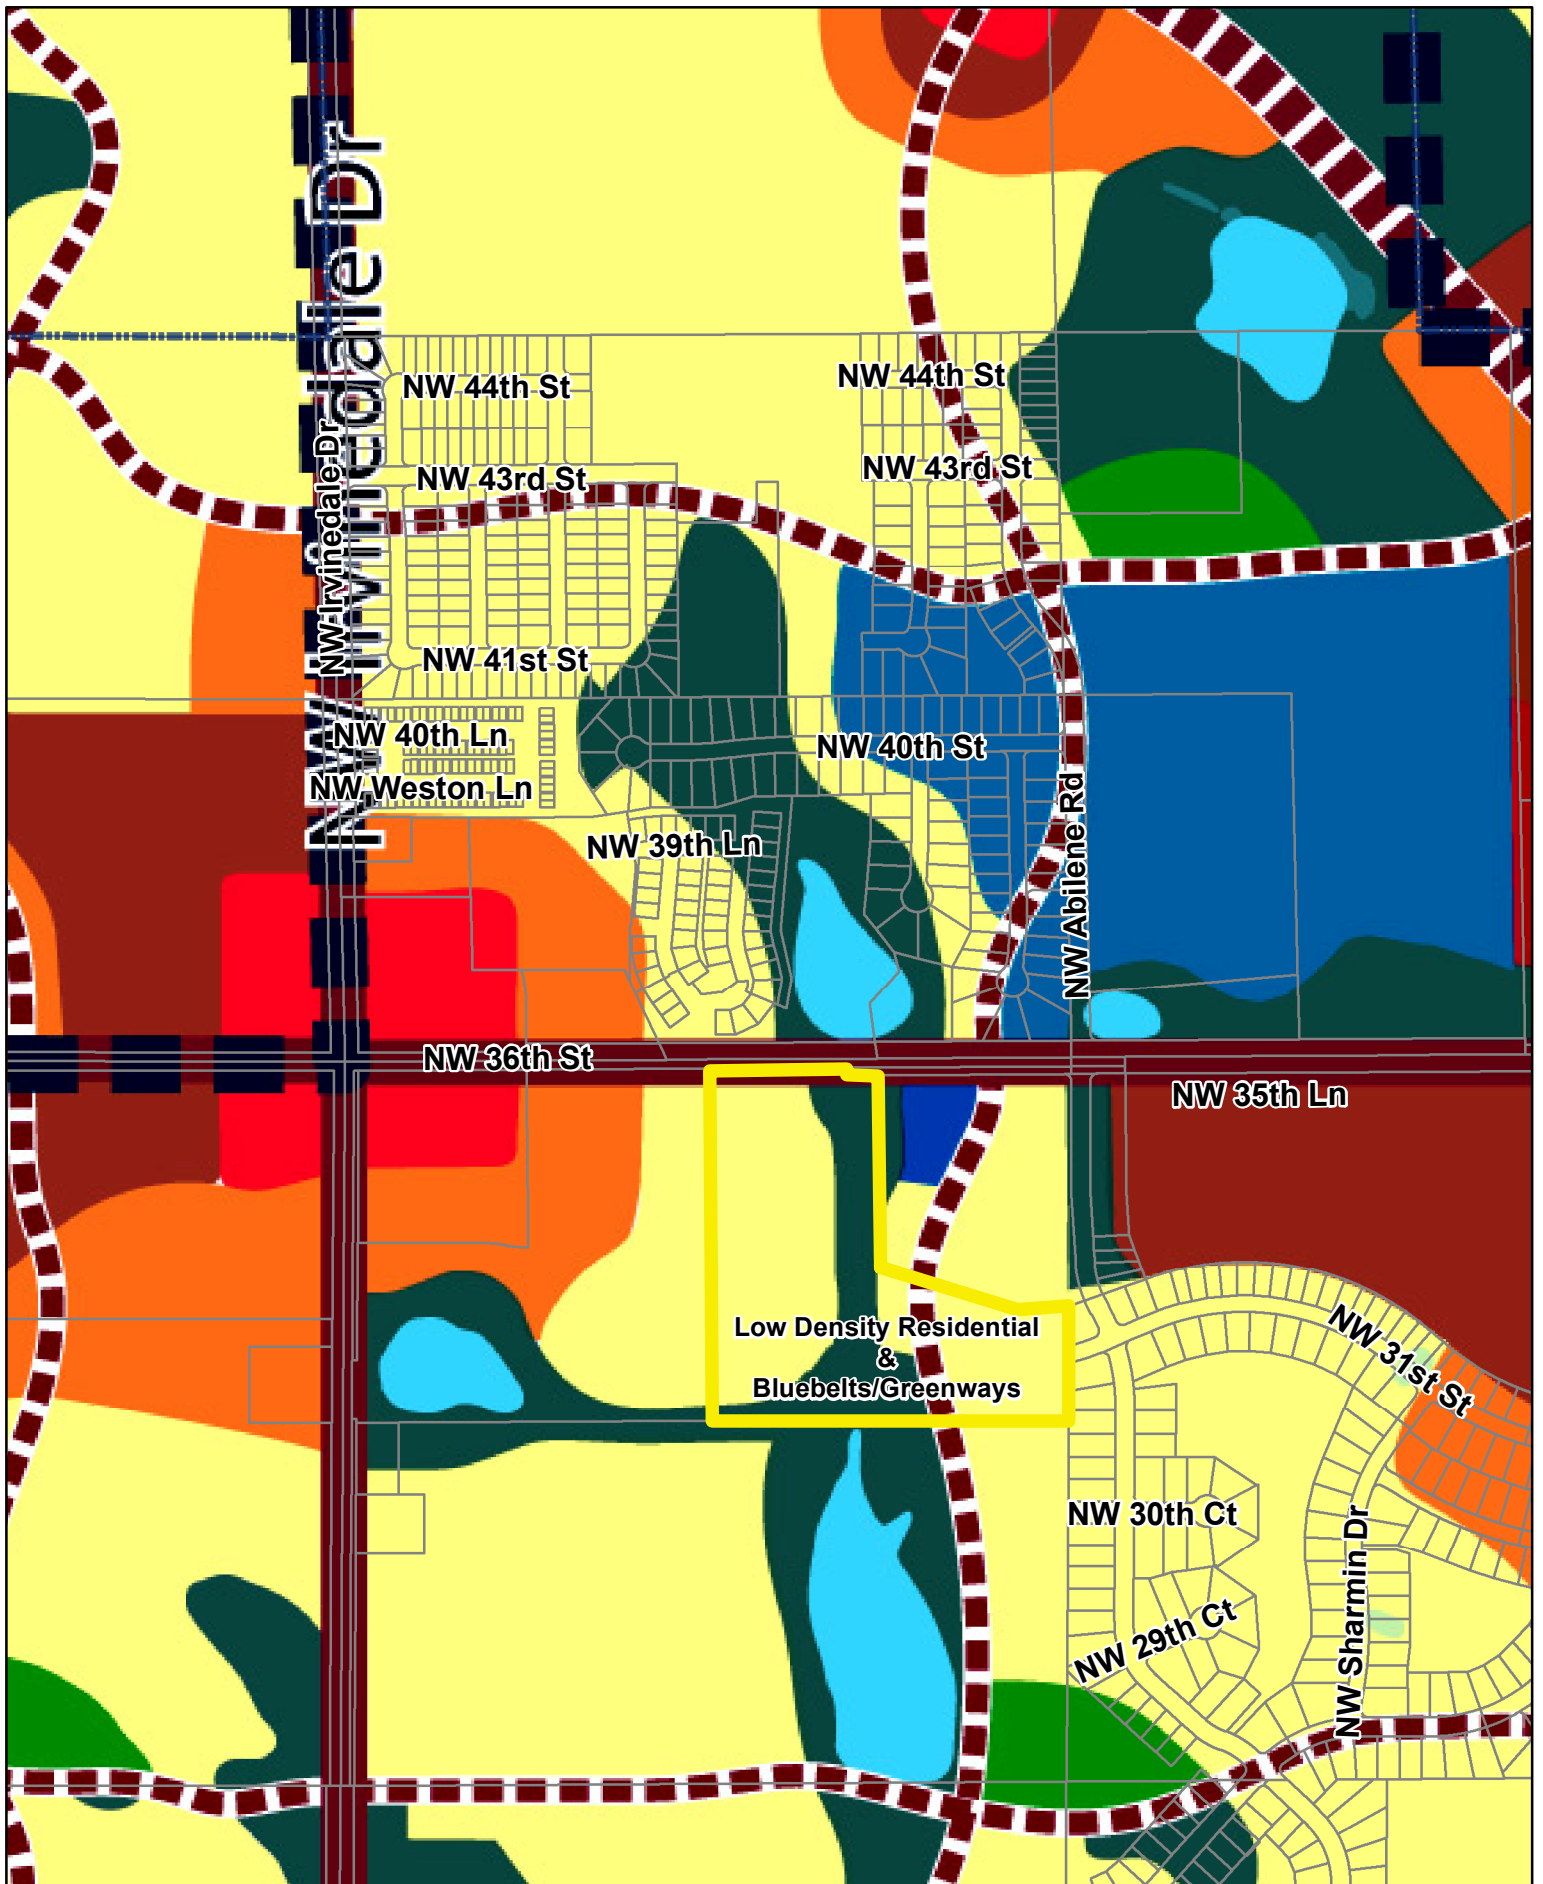 NW Irvinedale Dr
NW 44th St
NW 44th St
NW 43rd St
NW 43rd St
NW Irvinedale Dr
NW 41st St
NW 40th Ln
NW 40th St
NW Weston Ln
NW 39th Ln
NW Abilene Rd
NW 36th St
NW 35th Ln
Low Density Residential
&
Bluebelts/Greenways
NW 31st St
NW 30th Ct
NW 29th Ct
NW Sharmin Dr